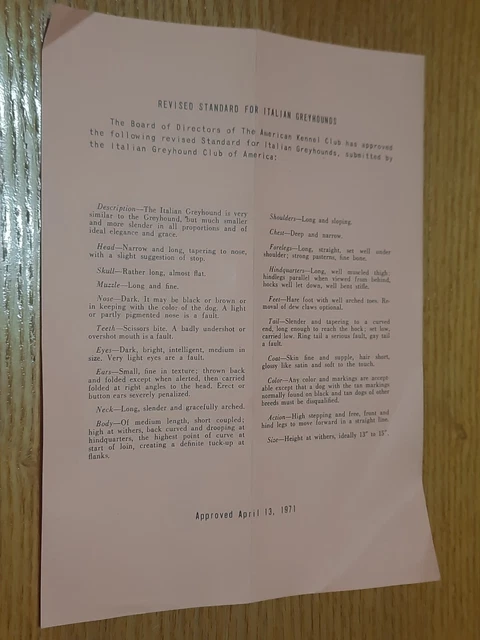 REVISED STANDARD FOR ITALIAN GREYHOUNDS
The Board of Directors of The American Kennel Club has approved
the following revised Standard for Italian Greyhounds, submitted by
the Italian Greyhound Club of America:
Description—The Italian Greyhound is very
similar to the Greyhound, but much smaller
and more slender in all proportions and of
ideal elegance and grace.
Head—Narrow and long, tapering to nose,
with a slight suggestion of stop.
Skull—Rather long, almost flat.
Muzzle—Long and fine.
Nose—Dark. It may be black or brown or
in keeping with the color of the dog. A light
or partly pigmented nose is a fault.
Teeth—Scissors bite. A badly undershot or
overshot mouth is a fault.
Eyes—Dark, bright, intelligent, medium in
size. Very light eyes are a fault.
Ears—Small, fine in texture; thrown back
and folded except when alerted, then carried
folded at right angles to the head. Erect or
button ears severely penalized.
Neck—Long, slender and gracefully arched.
Body—Of medium length, short coupled;
high at withers, back curved and drooping at
hindquarters, the highest point of curve at
start of loin, creating a definite tuck-up at
flanks.
Shoulders—Long and sloping.
Chest—Deep and narrow.
Forelegs—Long, straight, set well under
shoulder; strong pasterns, fine bone.
Hindquarters—Long, well muscled thigh;
hindlegs parallel when viewed from behind,
hocks well let down, well bent stifle.
Feet—Hare foot with well arched toes. Re-
moval of dew claws optional.
Tail—Slender and tapering to a curved
end, long enough to reach the hock; set low,
carried low. Ring tail a serious fault, gay tail
a fault.
Coat—Skin fine and supple, hair short,
glossy like satin and soft to the touch.
Color—Any color and markings are accept-
able except that a dog with the tan markings
normally found on black and tan dogs of other
breeds must be disqualified.
Action—High stepping and free, front and
hind legs to move forward in a straight line.
Size—Height at withers, ideally 13" to 15".
Approved April 13, 1971